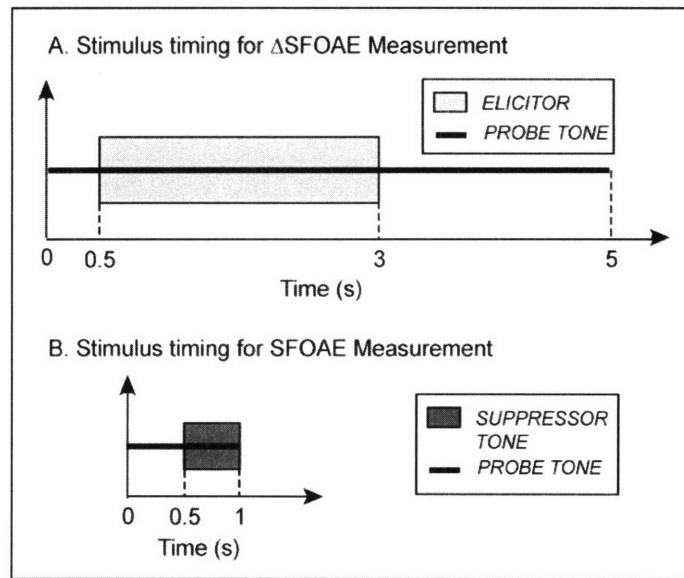 A. Stimulus timing for ΔSFOAE Measurement
ELICITOR
PROBE TONE
0 0.5 3 5
Time (s)
B. Stimulus timing for SFOAE Measurement
SUPPRESSOR
TONE
PROBE TONE
0 0.5 1
Time (s)